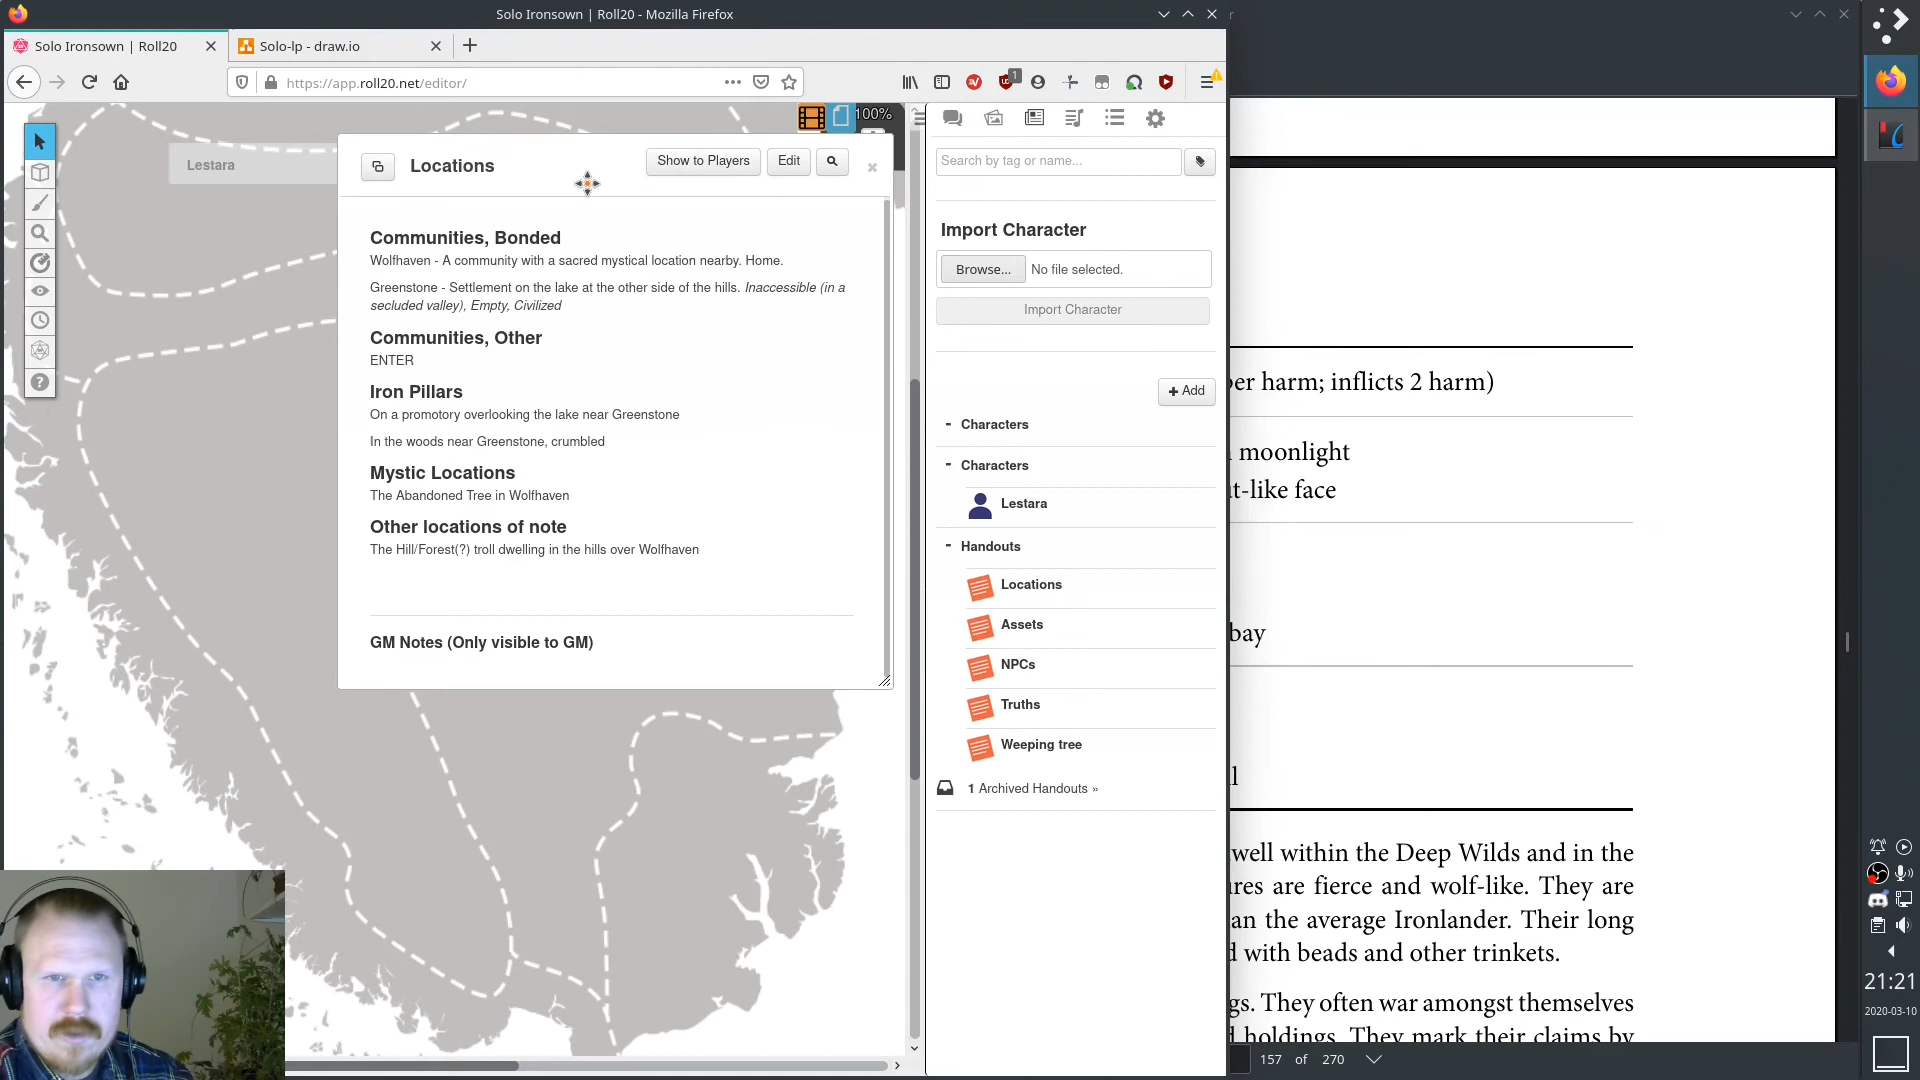 Solo Ironsown | Roll20 - Mozilla Firefox
Solo Ironsown | Roll20
Solo-lp - draw.io
https://app.roll20.net/editor/
1
100%
Lestara
Locations
Show to Players
Edit
Communities, Bonded
Wolfhaven - A community with a sacred mystical location nearby. Home.
Greenstone - Settlement on the lake at the other side of the hills. Inaccessible (in a
secluded valley), Empty, Civilized
Communities, Other
ENTER
Iron Pillars
On a promotory overlooking the lake near Greenstone
In the woods near Greenstone, crumbled
Mystic Locations
The Abandoned Tree in Wolfhaven
Other locations of note
The Hill/Forest(?) troll dwelling in the hills over Wolfhaven
GM Notes (Only visible to GM)
Search by tag or name...
Import Character
Browse... No file selected.
Import Character
+ Add
- Characters
- Characters
Lestara
- Handouts
Locations
Assets
NPCs
Truths
Weeping tree
1 Archived Handouts »
er harm; inflicts 2 harm)
moonlight
t-like face
bay
well within the Deep Wilds and in the
res are fierce and wolf-like. They are
an the average Ironlander. Their long
d with beads and other trinkets.
gs. They often war amongst themselves
holdings. They mark their claims by
157 of 270
21:21
2020-03-10